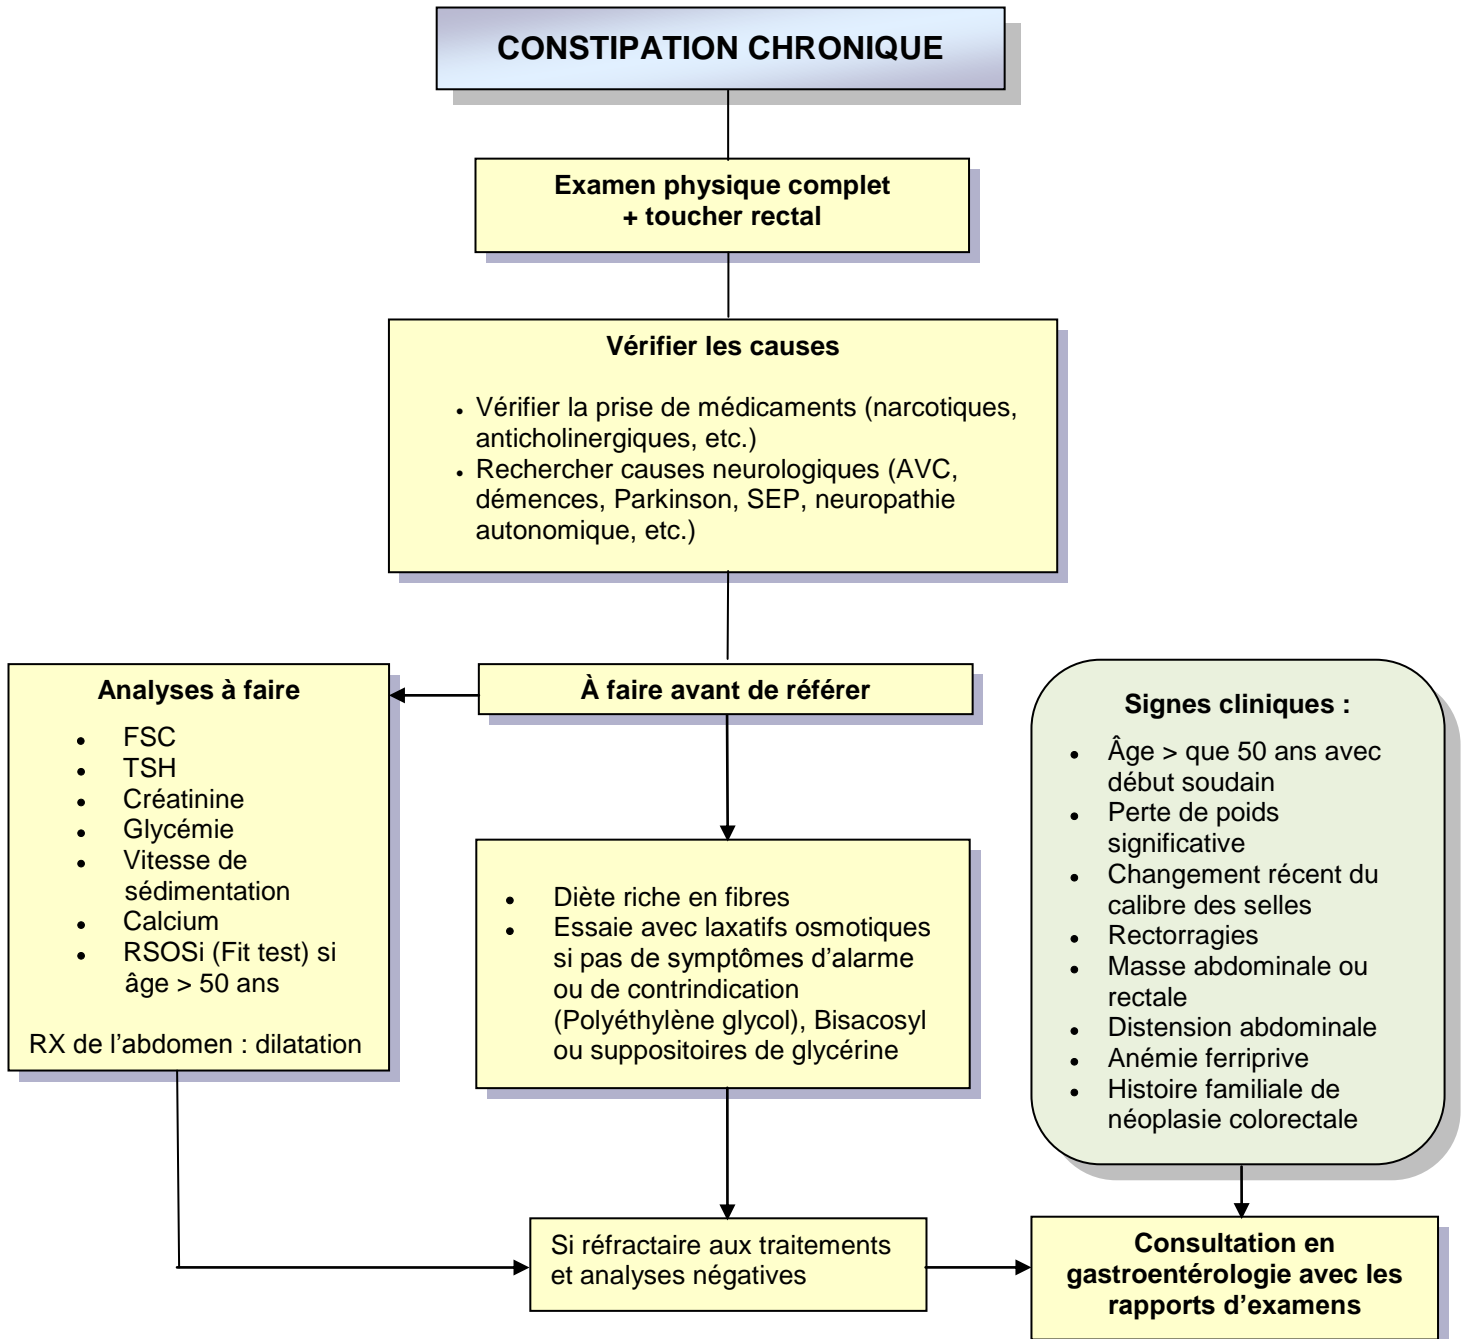 CONSTIPATION CHRONIQUE
Examen physique complet
+ toucher rectal
Vérifier les causes
• Vérifier la prise de médicaments (narcotiques,
anticholinergiques, etc.)
• Rechercher causes neurologiques (AVC,
démences, Parkinson, SEP, neuropathie
autonomique, etc.)
À faire avant de référer
Analyses à faire
• FSC
• TSH
• Créatinine
• Glycémie
• Vitesse de
sédimentation
• Calcium
• RSOSi (Fit test) si
âge > 50 ans
RX de l’abdomen : dilatation
• Diète riche en fibres
• Essaie avec laxatifs osmotiques
si pas de symptômes d’alarme
ou de contrindication
(Polyéthylène glycol), Bisacosyl
ou suppositoires de glycérine
Signes cliniques :
• Âge > que 50 ans avec
début soudain
• Perte de poids
significative
• Changement récent du
calibre des selles
• Rectorragies
• Masse abdominale ou
rectale
• Distension abdominale
• Anémie ferriprive
• Histoire familiale de
néoplasie colorectale
Si réfractaire aux traitements
et analyses négatives
Consultation en
gastroentérologie avec les
rapports d’examens